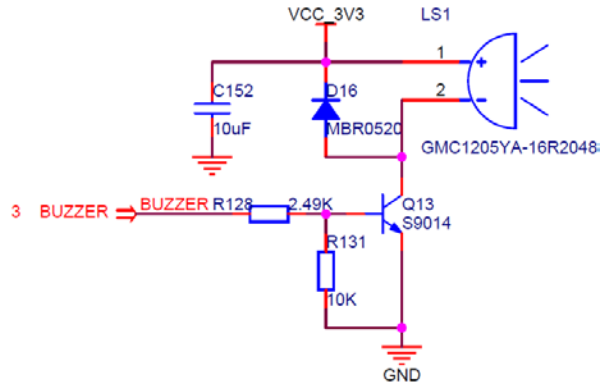 VCC_3V3
LS1
1
C152
D16
2
10uF
MBR0520
GMC1205YA-16R2048
3 BUZZER BUZZER R128 2.49K
Q13
S9014
R131
10K
GND